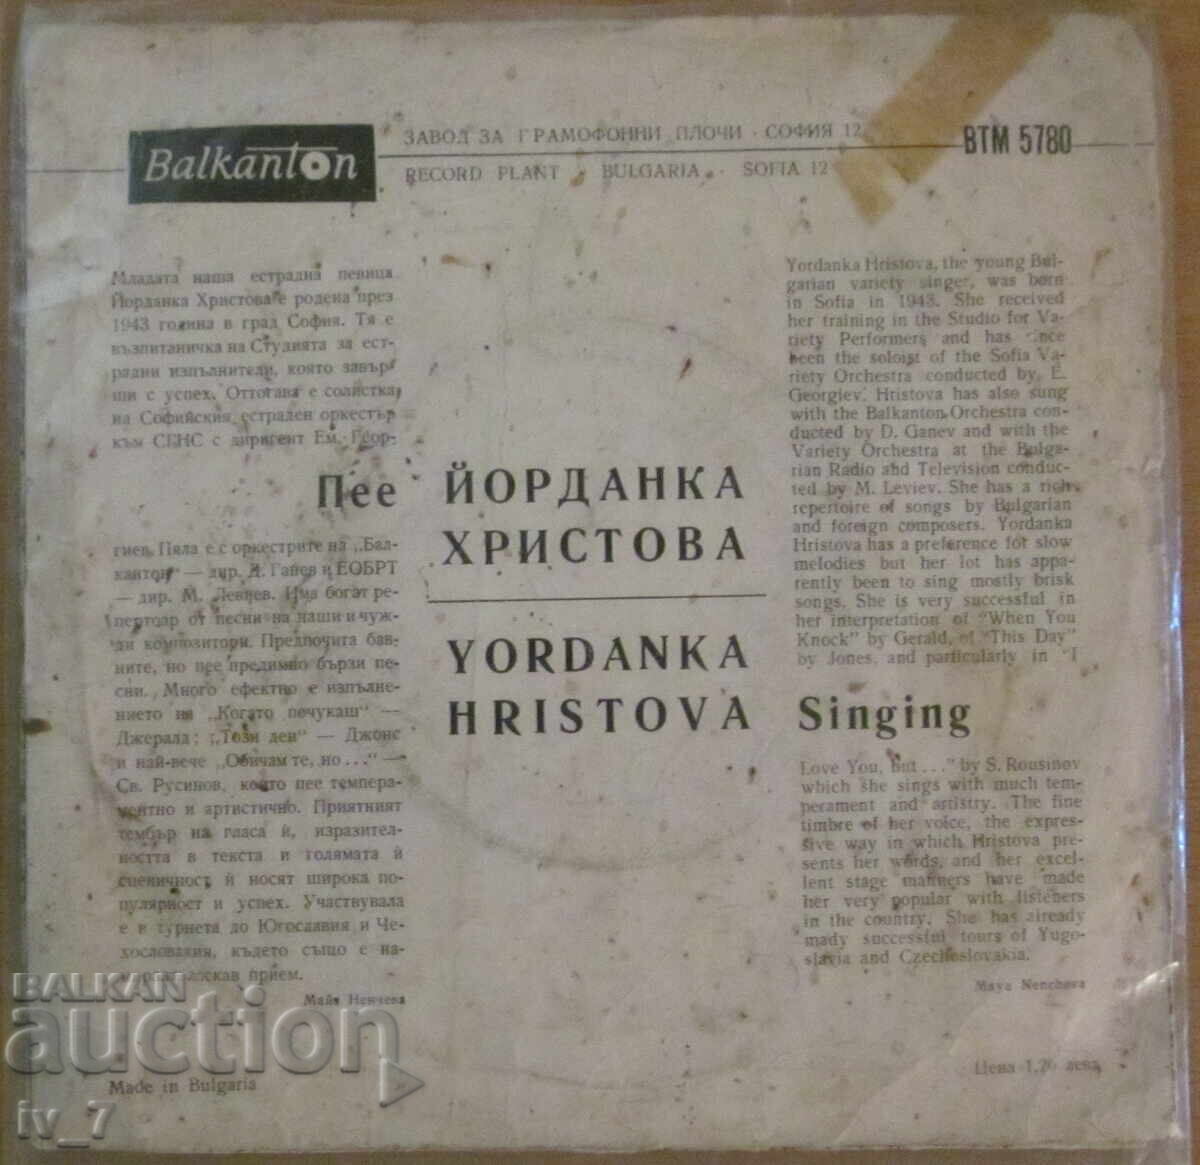 Balkanton
ЗАВОД ЗА ГРАМОФОННИ ПЛОЧИ · СОФИЯ 12
RECORD PLANT · BULGARIA · SOFIA 12
ВТМ 5780
Младата наша естрадна певица
Йорданка Христова е родена през
1943 година в град София. Тя е
възпитаничка на Студията за ест-
радни изпълнители, която завър-
ши с успех. Оттогава е солистка
на Софийския естраден оркестър
към СГНС с диригент Ем. Геор-
Пее ЙОРДАНКА
ХРИСТОВА
гиев. Пяла е с оркестрите на „Бал-
кантон“ — дир. Д. Ганев и ЕОБРТ
— дир. М. Левиев. Има богат ре-
пертоар от песни на наши и чуж-
ди композитори. Предпочита бав-
ните, но пее предимно бързи пе-
сни. Много ефектно е изпълне-
нието на „Когато почукаш“ —
Джералд; „Този ден“ — Джонс
и най-вече „Обичам те, но...“ —
Св. Русинов, която пее темпера-
ментно и артистично. Приятният
тембър на гласа ѝ, изразител-
ността в текста и голямата ѝ
сценичност ѝ носят широка по-
пулярност и успех. Участвувала
е в турнета до Югославия и Че-
хословакия, където също е на-
прием.
Майя Ненчева
Made in Bulgaria
YORDANKA
HRISTOVA Singing
Yordanka Hristova, the young Bul-
garian variety singer, was born
in Sofia in 1943. She received
her training in the Studio for Va-
riety Performers and has since
been the soloist of the Sofia Va-
riety Orchestra conducted by E.
Georgiev. Hristova has also sung
with the Balkanton Orchestra con-
ducted by D. Ganev and with the
Variety Orchestra at the Bulga-
rian Radio and Television conduc-
ted by M. Leviev. She has a rich
repertoire of songs by Bulgarian
and foreign composers. Yordanka
Hristova has a preference for slow
melodies but her lot has appa-
rently been to sing mostly brisk
songs. She is very successful in
her interpretation of "When You
Knock" by Gerald, of "This Day"
by Jones, and particularly in "I
Love You, but ..." by S. Rousinov
which she sings with much tem-
perament and artistry. The fine
timbre of her voice, the expres-
sive way in which Hristova pre-
sents her words, and her excel-
lent stage manners have made
her very popular with listeners
in the country. She has already
mady successful tours of Yugo-
slavia and Czechoslovakia.
Maya Nenchova
Цена 1,20 лева
BALKAN
auction
iv_7